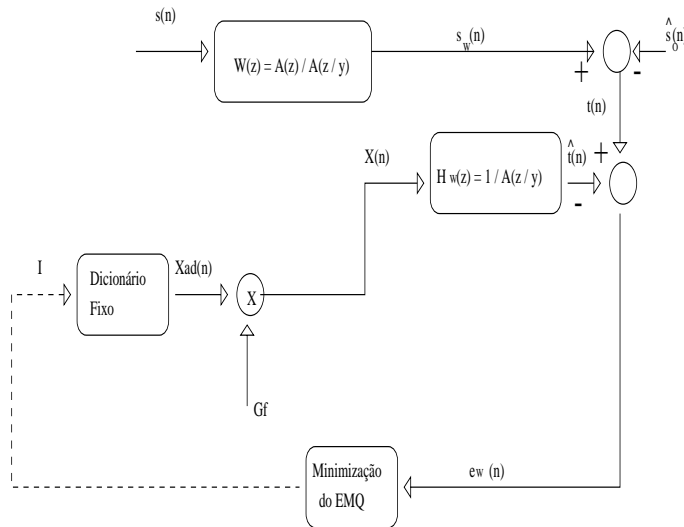 s(n)
W(z) = A(z) / A(z/y)
s_w(n)
+
-
ŝ_o(n)
t(n)
X(n)
H w(z) = 1 / A(z / y)
t̂(n)
+
-
I
Dicionário
Fixo
Xad(n)
X
Gf
Minimização
do EMQ
ew (n)